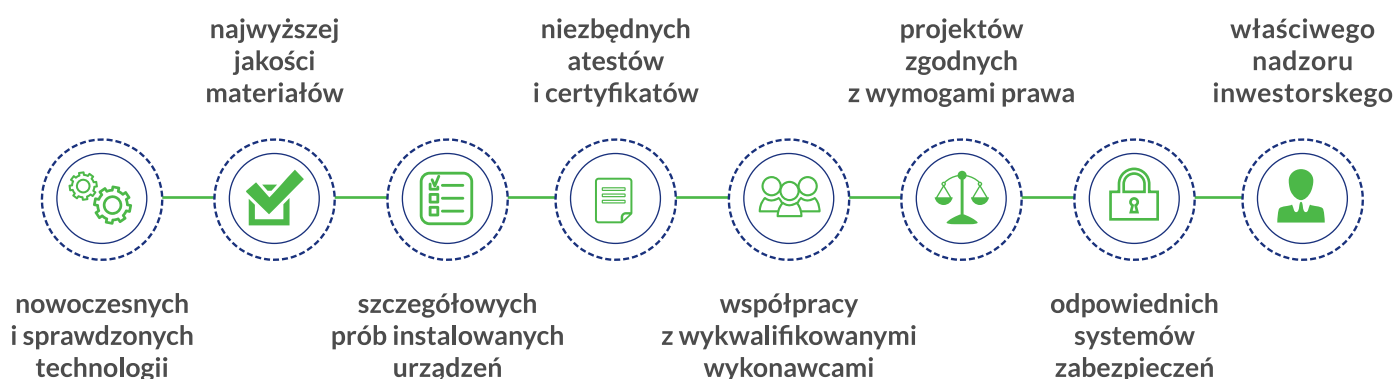 najwyższej
jakości
materiałów
niezbędnych
atestów
i certyfikatów
projektów
zgodnych
z wymogami prawa
właściwego
nadzoru
inwestorskego
nowoczesnych
i sprawdzonych
technologii
szczegółowych
prób instalowanych
urządzeń
współpracy
z wykwalifikowanymi
wykonawcami
odpowiednich
systemów
zabezpieczeń